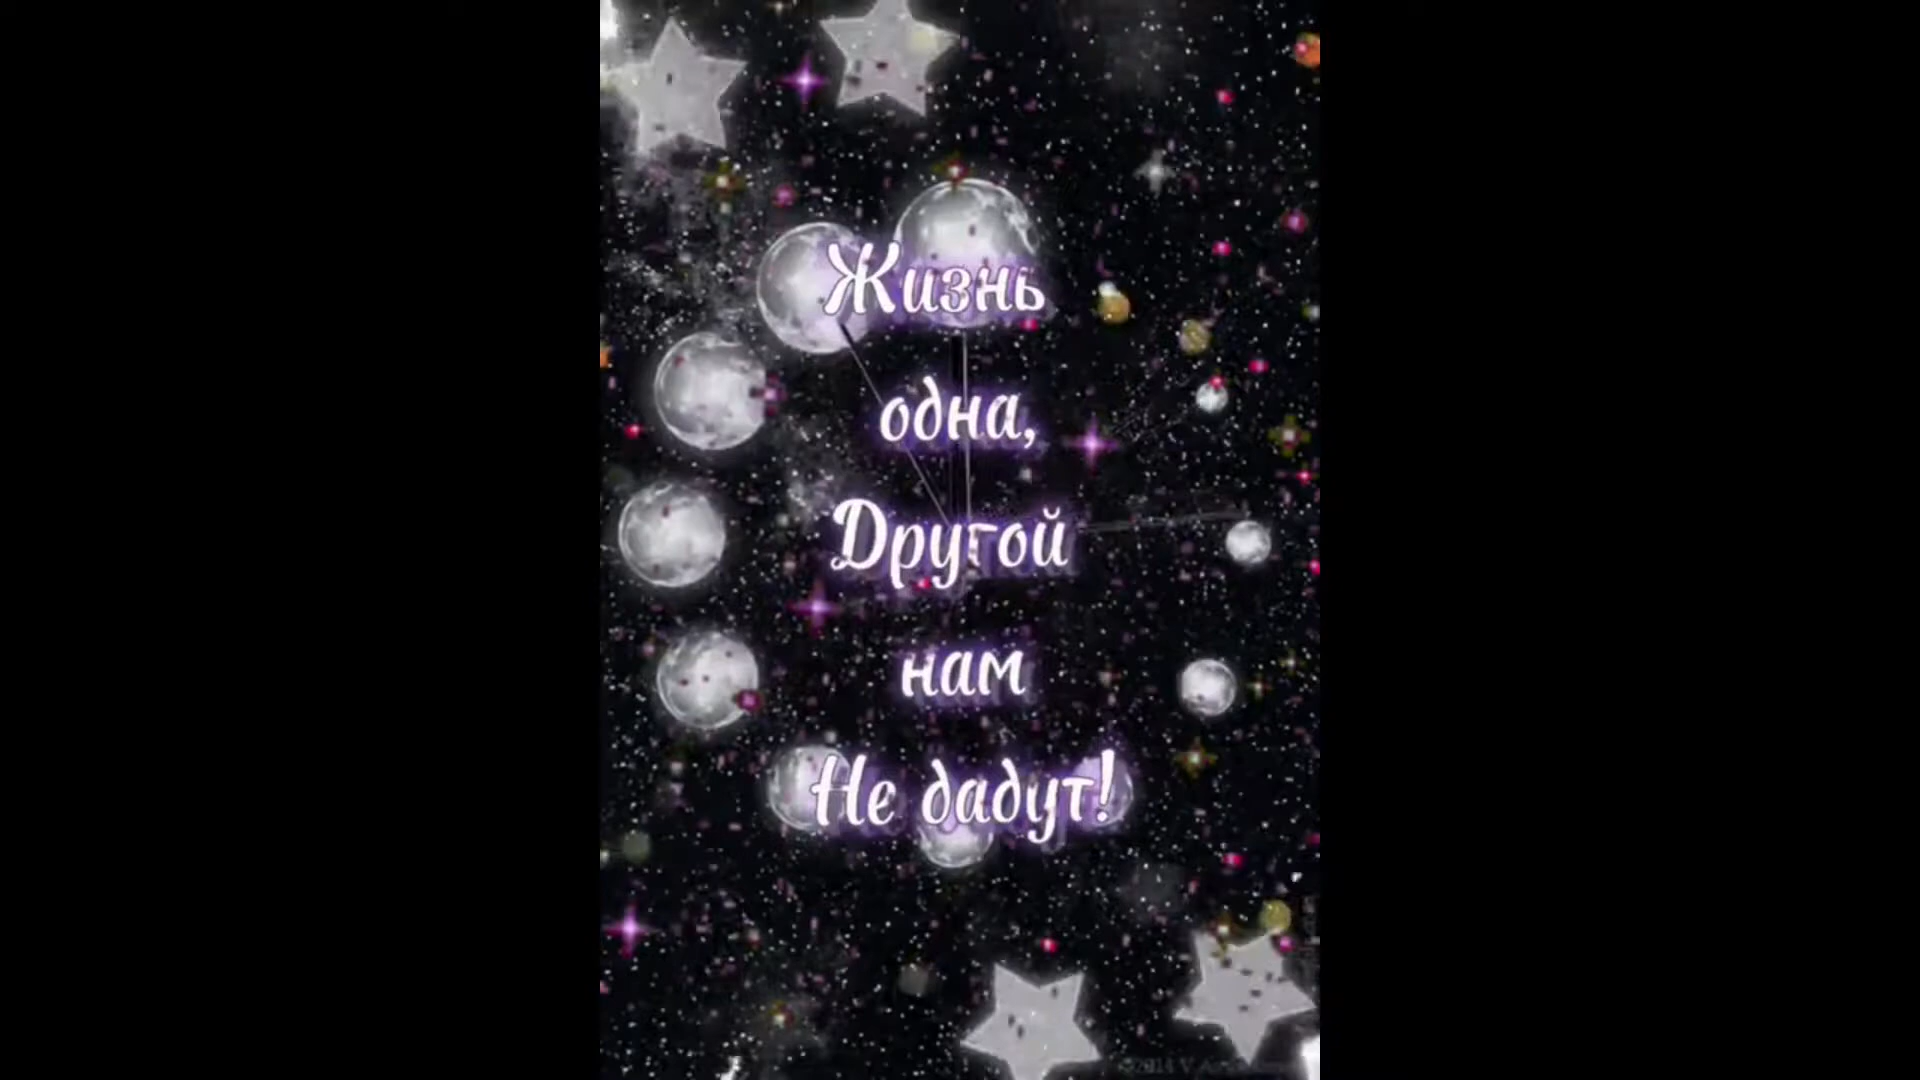 Жизнь
одна,
Другой
нам
Не дадут!